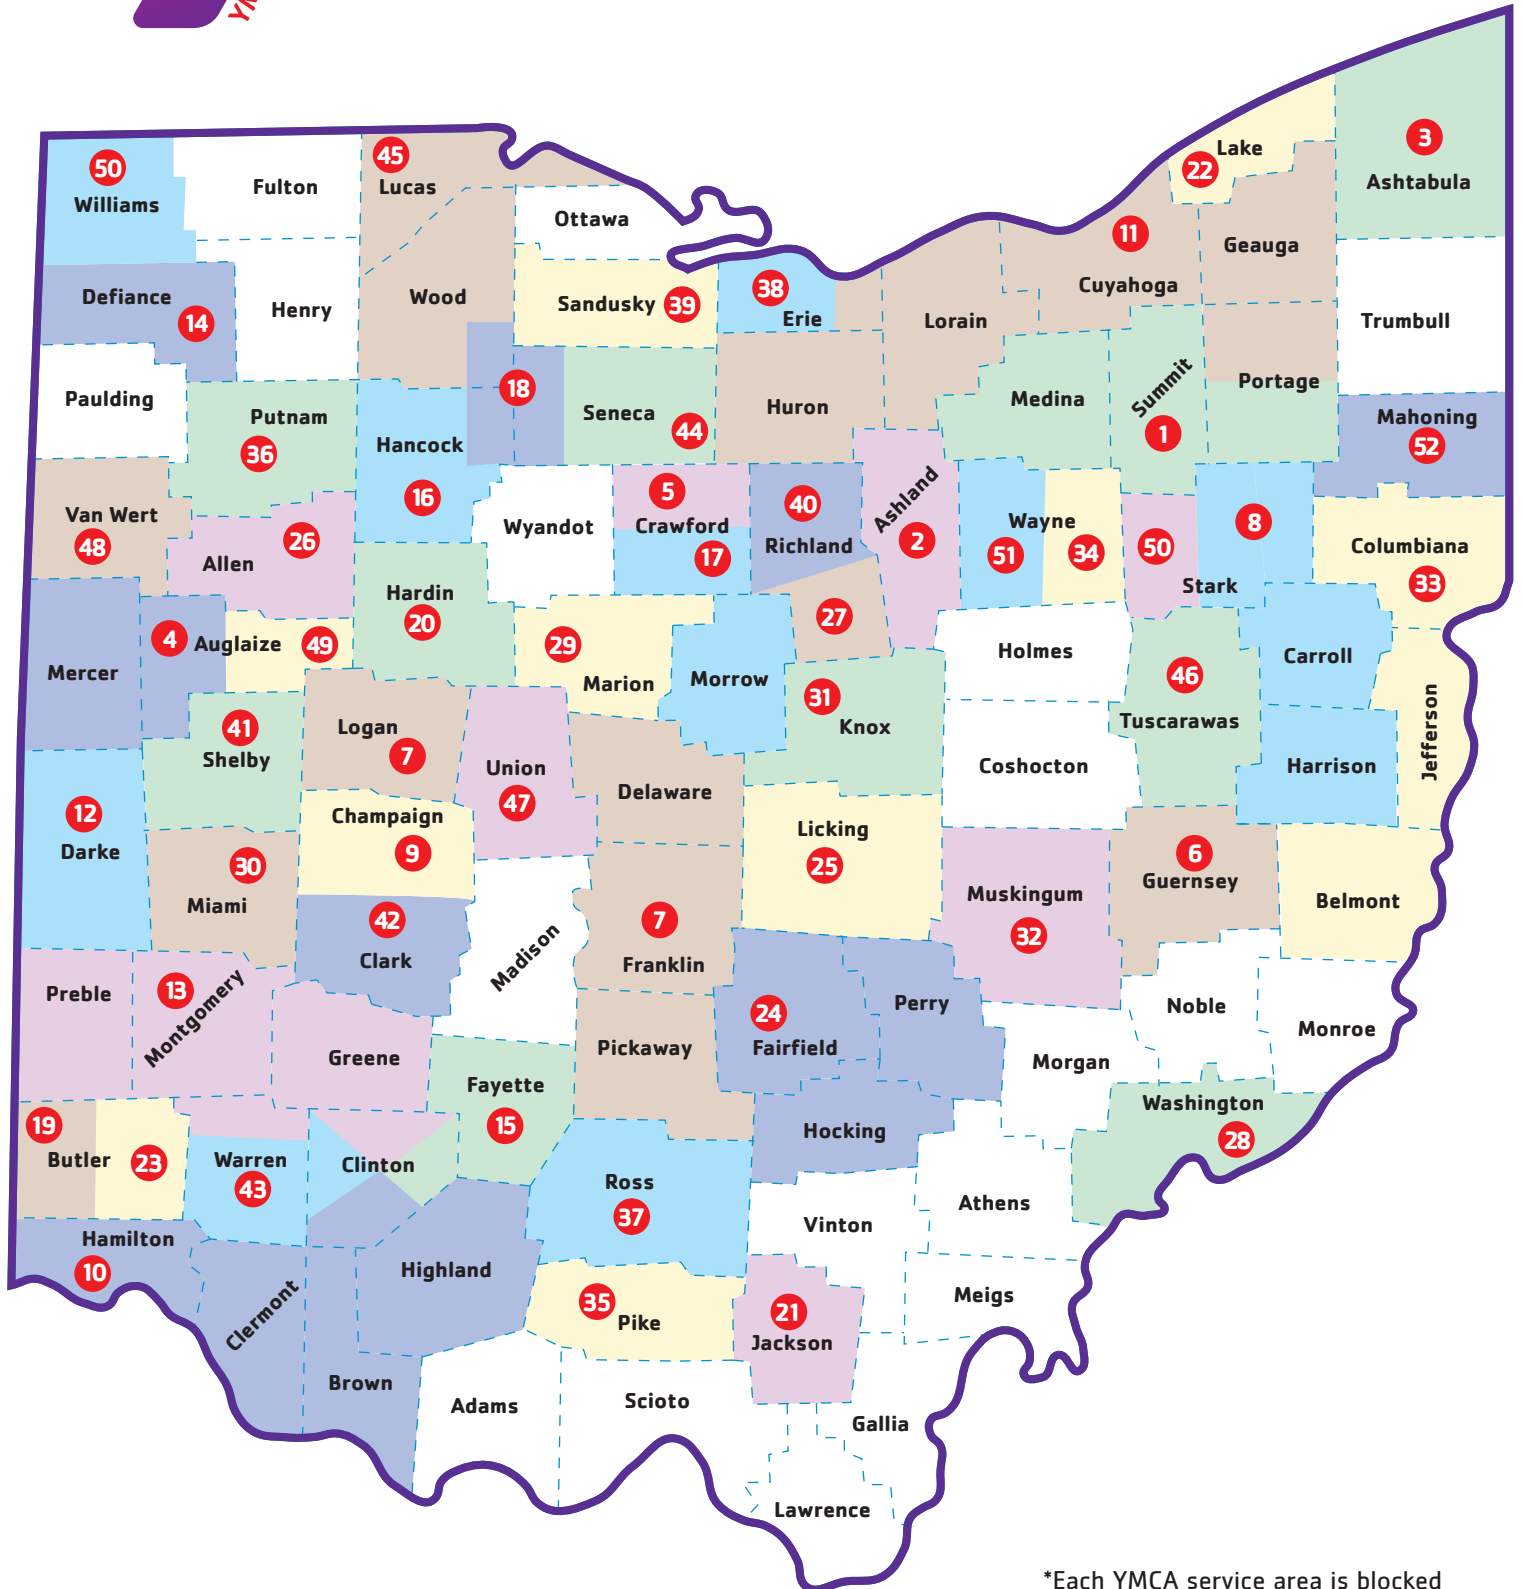 YM
3
Lake
22
Ashtabula
45
50
Fulton
Lucas
Williams
Ottawa
11
Geauga
Cuyahoga
Defiance
14
Henry
Wood
Sandusky
39
38
Erie
Lorain
Trumbull
Paulding
18
Putnam
36
Hancock
16
Seneca
44
Huron
Medina
Summit
1
Portage
Mahoning
52
Van Wert
48
Allen
26
Wyandot
5
Crawford
17
40
Richland
Ashland
2
Wayne
51
34
50
8
Stark
Columbiana
33
Hardin
20
27
4
Auglaize
49
29
Marion
Mercer
Morrow
Holmes
Carroll
46
Tuscarawas
31
Knox
Jefferson
41
Shelby
Logan
7
Union
47
Delaware
Coshocton
Harrison
12
Darke
Champaign
9
Licking
25
30
Miami
6
Guernsey
Muskingum
32
Belmont
42
Clark
Madison
7
Franklin
Preble
13
Montgomery
24
Fairfield
Perry
Noble
Monroe
Greene
Pickaway
Morgan
Fayette
15
Washington
28
19
Butler
23
Warren
43
Clinton
Hocking
Ross
37
Athens
Vinton
Hamilton
10
Highland
Clermont
35
Pike
21
Jackson
Meigs
Brown
Adams
Scioto
Gallia
Lawrence
*Each YMCA service area is blocked